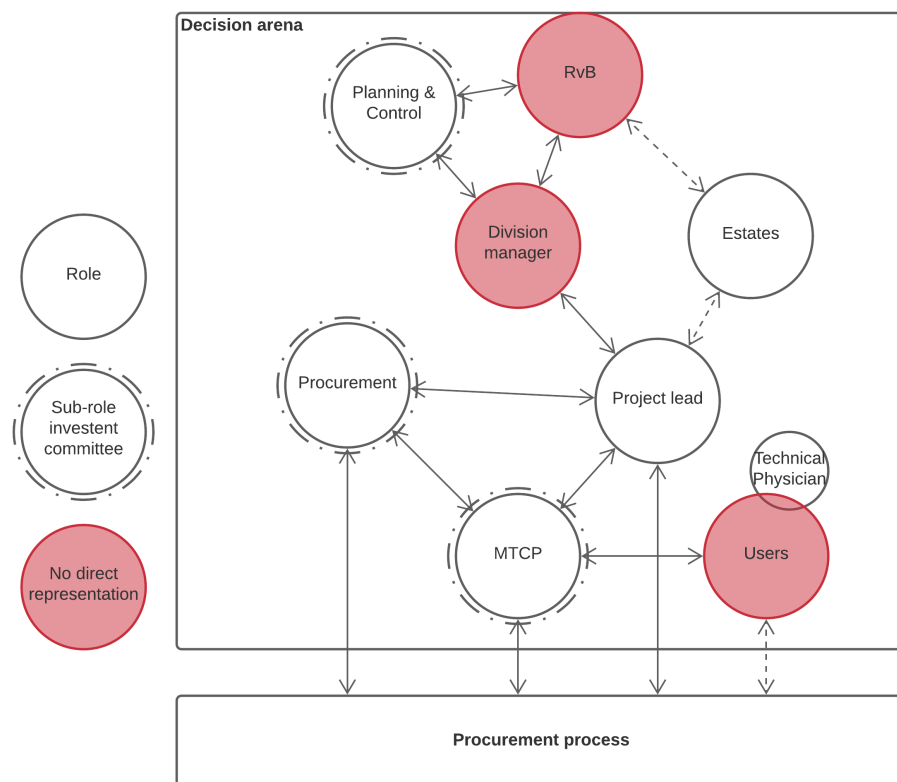 Decision arena
RvB
Planning &
Control
Division
manager
Estates
Role
Procurement
Project lead
Sub-role
investent
committee
Technical
Physician
MTCP
Users
No direct
representation
Procurement process